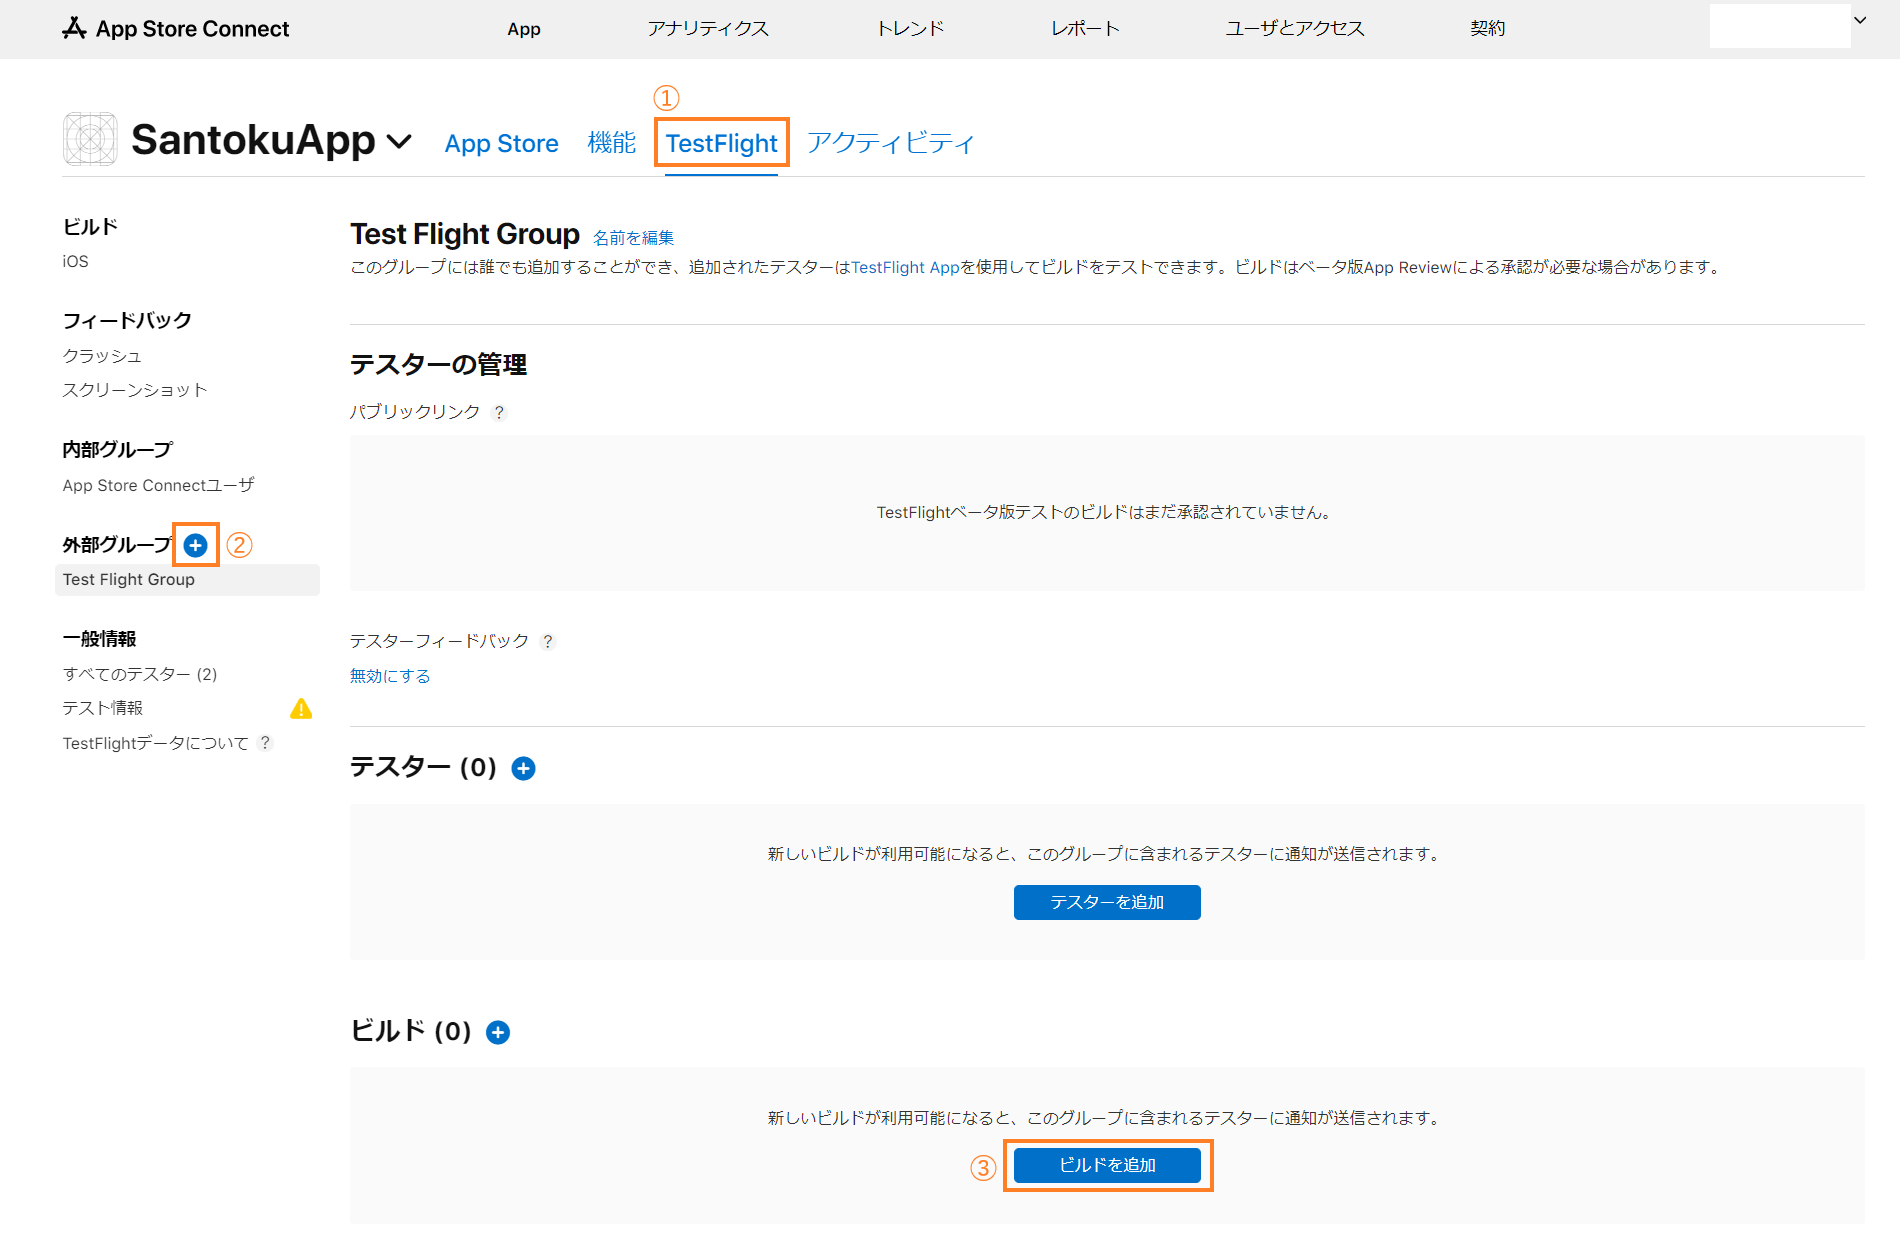 App Store Connect App アナリティクス トレンド レポート ユーザとアクセス 契約
①
SantokuApp App Store 機能 TestFlight アクティビティ
ビルド
iOS
フィードバック
クラッシュ
スクリーンショット
内部グループ
App Store Connectユーザ
外部グループ ②
Test Flight Group
一般情報
すべてのテスター (2)
テスト情報
TestFlightデータについて ?
Test Flight Group 名前を編集
このグループには誰でも追加することができ、追加されたテスターはTestFlight Appを使用してビルドをテストできます。ビルドはベータ版App Reviewによる承認が必要な場合があります。
テスターの管理
パブリックリンク ?
TestFlightベータ版テストのビルドはまだ承認されていません。
テスターフィードバック ?
無効にする
テスター (0)
新しいビルドが利用可能になると、このグループに含まれるテスターに通知が送信されます。
テスターを追加
ビルド (0)
新しいビルドが利用可能になると、このグループに含まれるテスターに通知が送信されます。
③ ビルドを追加